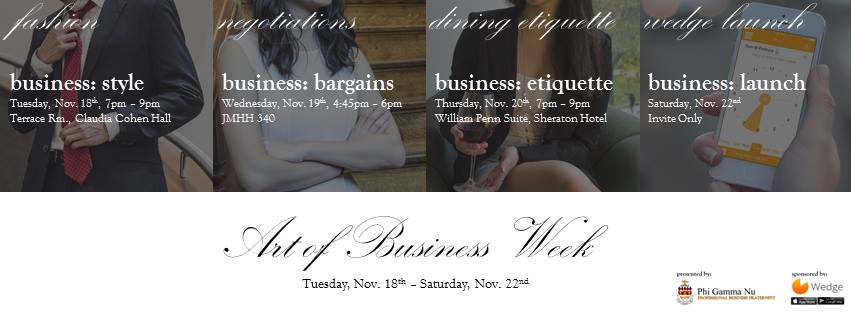 fashion
business: style
Tuesday, Nov. 18th, 7pm – 9pm
Terrace Rm., Claudia Cohen Hall
negotiations
business: bargains
Wednesday, Nov. 19th, 4:45pm – 6pm
JMHH 340
dining etiquette
business: etiquette
Thursday, Nov. 20th, 7pm – 9pm
William Penn Suite, Sheraton Hotel
wedge launch
business: launch
Saturday, Nov. 22nd
Invite Only
Art of Business Week
Tuesday, Nov. 18th – Saturday, Nov. 22nd
presented by:
Phi Gamma Nu
PROFESSIONAL BUSINESS FRATERNITY
sponsored by:
Wedge